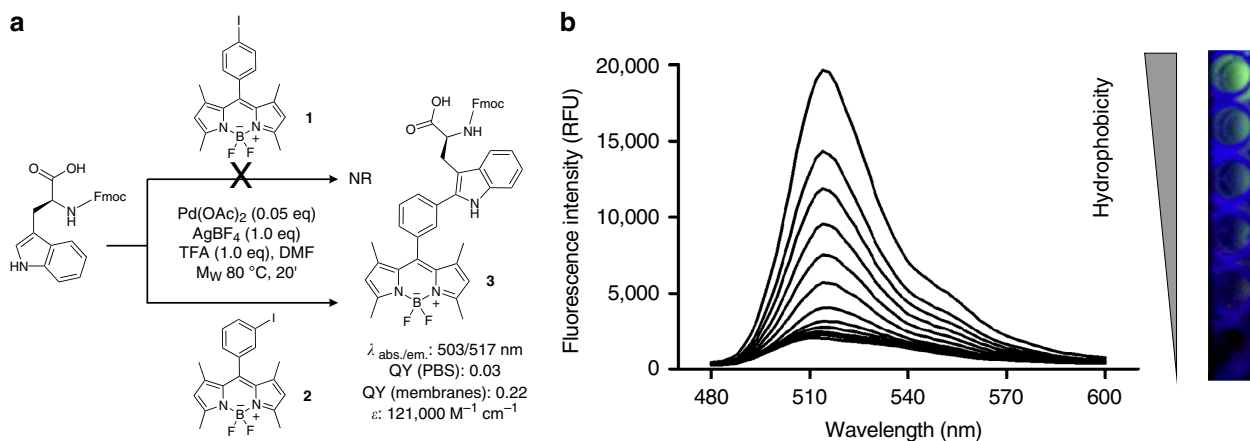 a
I
N
B
−
N
+
F
F
1
O
OH
N
H
Fmoc
HN
X
NR
Pd(OAc)2 (0.05 eq)
AgBF4 (1.0 eq)
TFA (1.0 eq), DMF
MW 80 °C, 20'
I
N
B
−
N
+
F
F
2
OH
O
N
H
Fmoc
N
H
N
B
−
N
+
F
F
3
λ abs./em.: 503/517 nm
QY (PBS): 0.03
QY (membranes): 0.22
ε: 121,000 M−1 cm−1
b
Fluorescence intensity (RFU)
20,000
15,000
10,000
5,000
0
480
510
540
570
600
Wavelength (nm)
Hydrophobicity